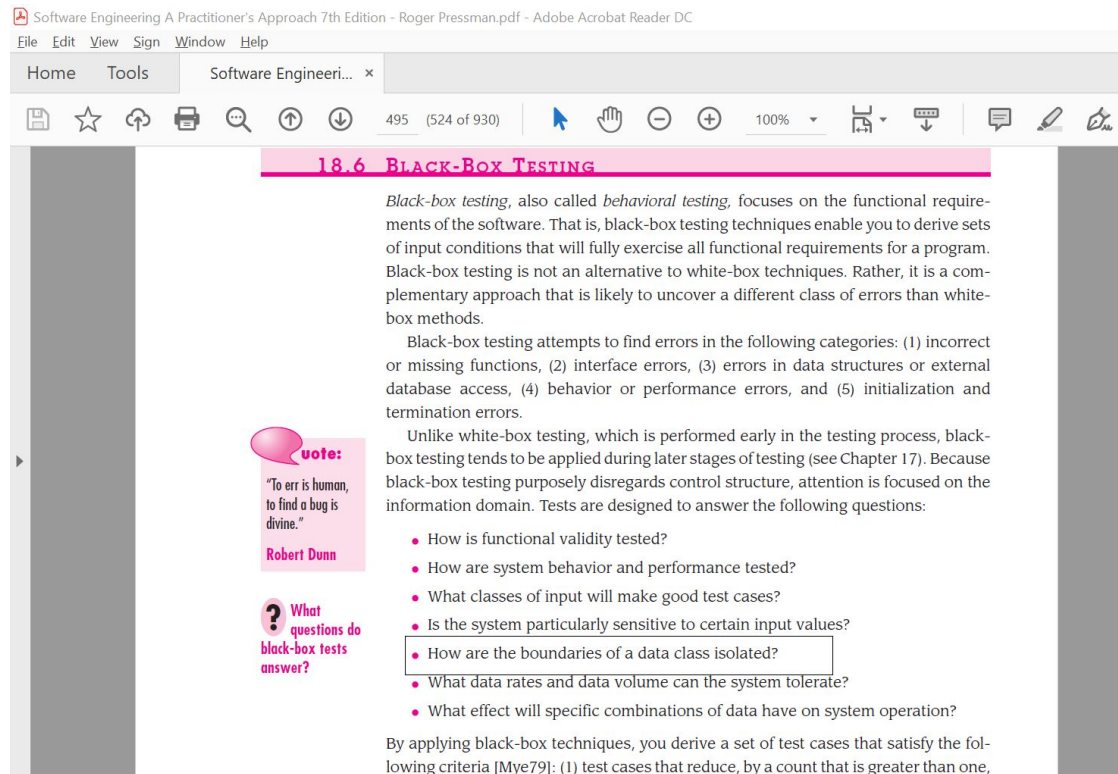 Software Engineering A Practitioner's Approach 7th Edition - Roger Pressman.pdf - Adobe Acrobat Reader DC
File Edit View Sign Window Help
Home Tools Software Engineeri... ×
495 (524 of 930) 100%
18.6 BLACK-BOX TESTING
Black-box testing, also called behavioral testing, focuses on the functional require-
ments of the software. That is, black-box testing techniques enable you to derive sets
of input conditions that will fully exercise all functional requirements for a program.
Black-box testing is not an alternative to white-box techniques. Rather, it is a com-
plementary approach that is likely to uncover a different class of errors than white-
box methods.
Black-box testing attempts to find errors in the following categories: (1) incorrect
or missing functions, (2) interface errors, (3) errors in data structures or external
database access, (4) behavior or performance errors, and (5) initialization and
termination errors.
Unlike white-box testing, which is performed early in the testing process, black-
box testing tends to be applied during later stages of testing (see Chapter 17). Because
black-box testing purposely disregards control structure, attention is focused on the
information domain. Tests are designed to answer the following questions:
• How is functional validity tested?
• How are system behavior and performance tested?
• What classes of input will make good test cases?
• Is the system particularly sensitive to certain input values?
• How are the boundaries of a data class isolated?
• What data rates and data volume can the system tolerate?
• What effect will specific combinations of data have on system operation?
By applying black-box techniques, you derive a set of test cases that satisfy the fol-
lowing criteria [Mye79]: (1) test cases that reduce, by a count that is greater than one,
uote:
"To err is human,
to find a bug is
divine."
Robert Dunn
? What
questions do
black-box tests
answer?